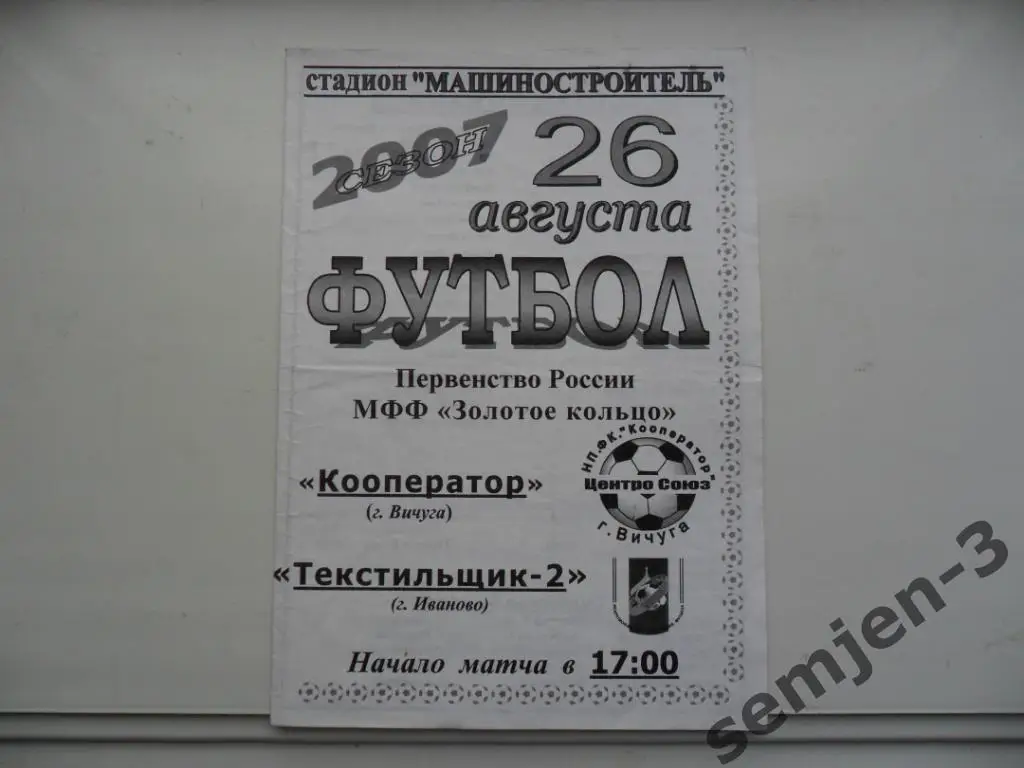 стадион "МАШИНОСТРОИТЕЛЬ"
2007
СЕЗОН
26
августа
ФУТБОЛ
Первенство России
МФФ «Золотое кольцо»
«Кооператор»
(г. Вичуга)
НП.ФК."Кооператор"
Центро Союз
г. Вичуга
«Текстильщик-2»
(г. Иваново)
Начало матча в 17:00
semjen-3